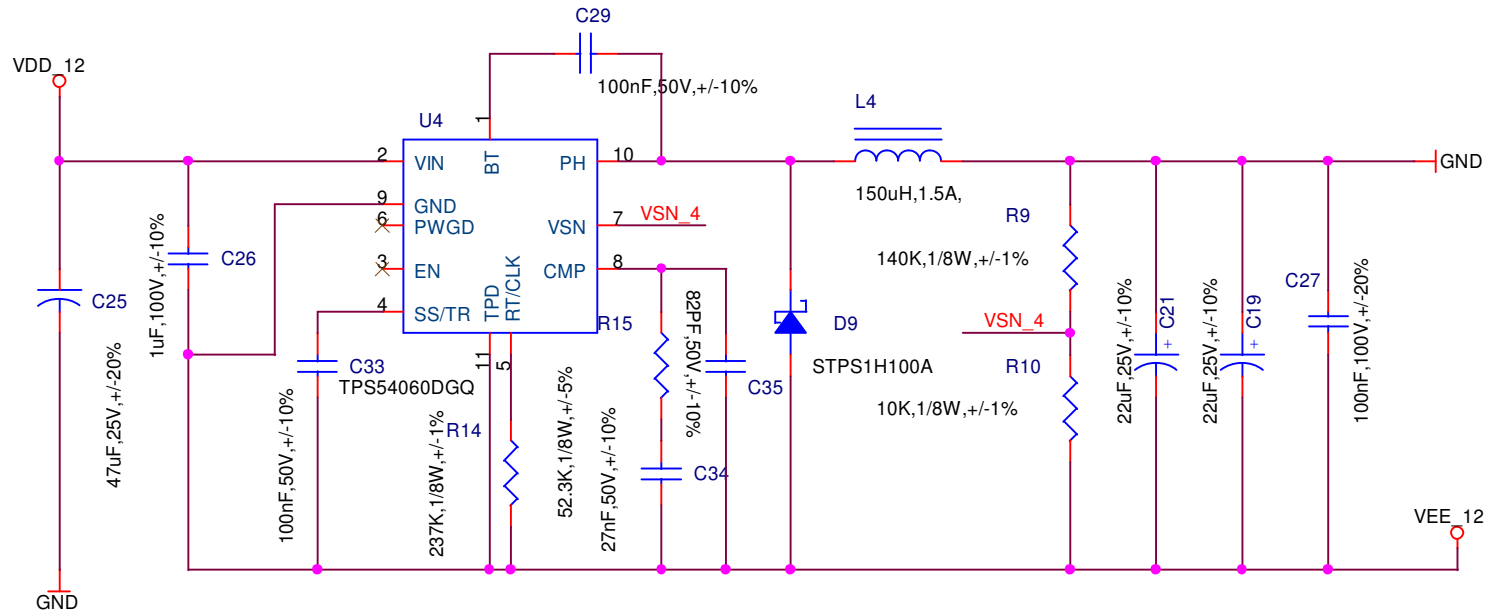 C29
100nF,50V,+/-10%
VDD_12
L4
150uH,1.5A,
U4
1
BT
2
VIN
PH
10
9
GND
6
PWGD
VSN
7
VSN_4
3
EN
CMP
8
4
SS/TR
TPD
RT/CLK
11
5
TPS54060DGQ
GND
C26
1uF,100V,+/-10%
C25
47uF,25V,+/-20%
C33
100nF,50V,+/-10%
R14
237K,1/8W,+/-1%
R15
52.3K,1/8W,+/-5%
82PF,50V,+/-10%
C35
C34
27nF,50V,+/-10%
D9
STPS1H100A
R9
140K,1/8W,+/-1%
VSN_4
R10
10K,1/8W,+/-1%
C21
+
22uF,25V,+/-10%
C19
+
22uF,25V,+/-10%
C27
100nF,100V,+/-20%
VEE_12
GND